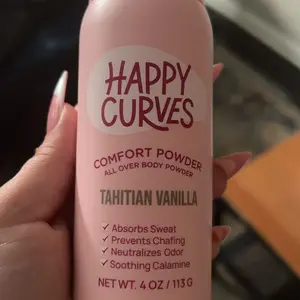 HAPPY
CURVES
COMFORT POWDER
ALL OVER BODY POWDER
TAHITIAN VANILLA
✓ Absorbs Sweat
✓ Prevents Chafing
✓ Neutralizes Odor
✓ Soothing Calamine
NET WT. 4 OZ / 113 G